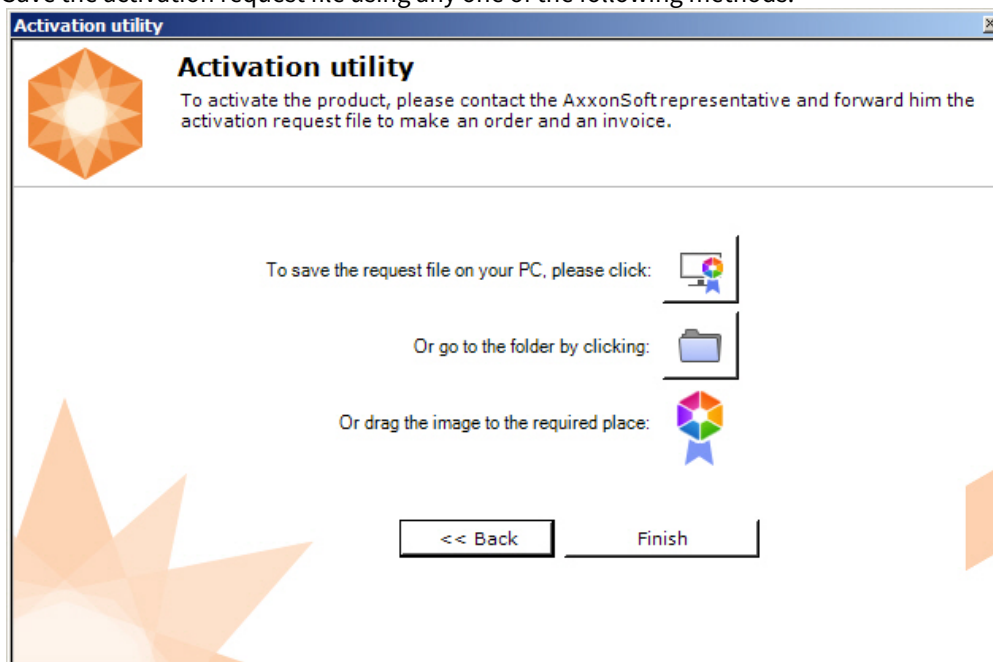 Save the activation request file using any one of the following methods:
Activation utility
Activation utility
To activate the product, please contact the AxxonSoft representative and forward him the
activation request file to make an order and an invoice.
To save the request file on your PC, please click:
Or go to the folder by clicking:
Or drag the image to the required place:
<< Back
Finish